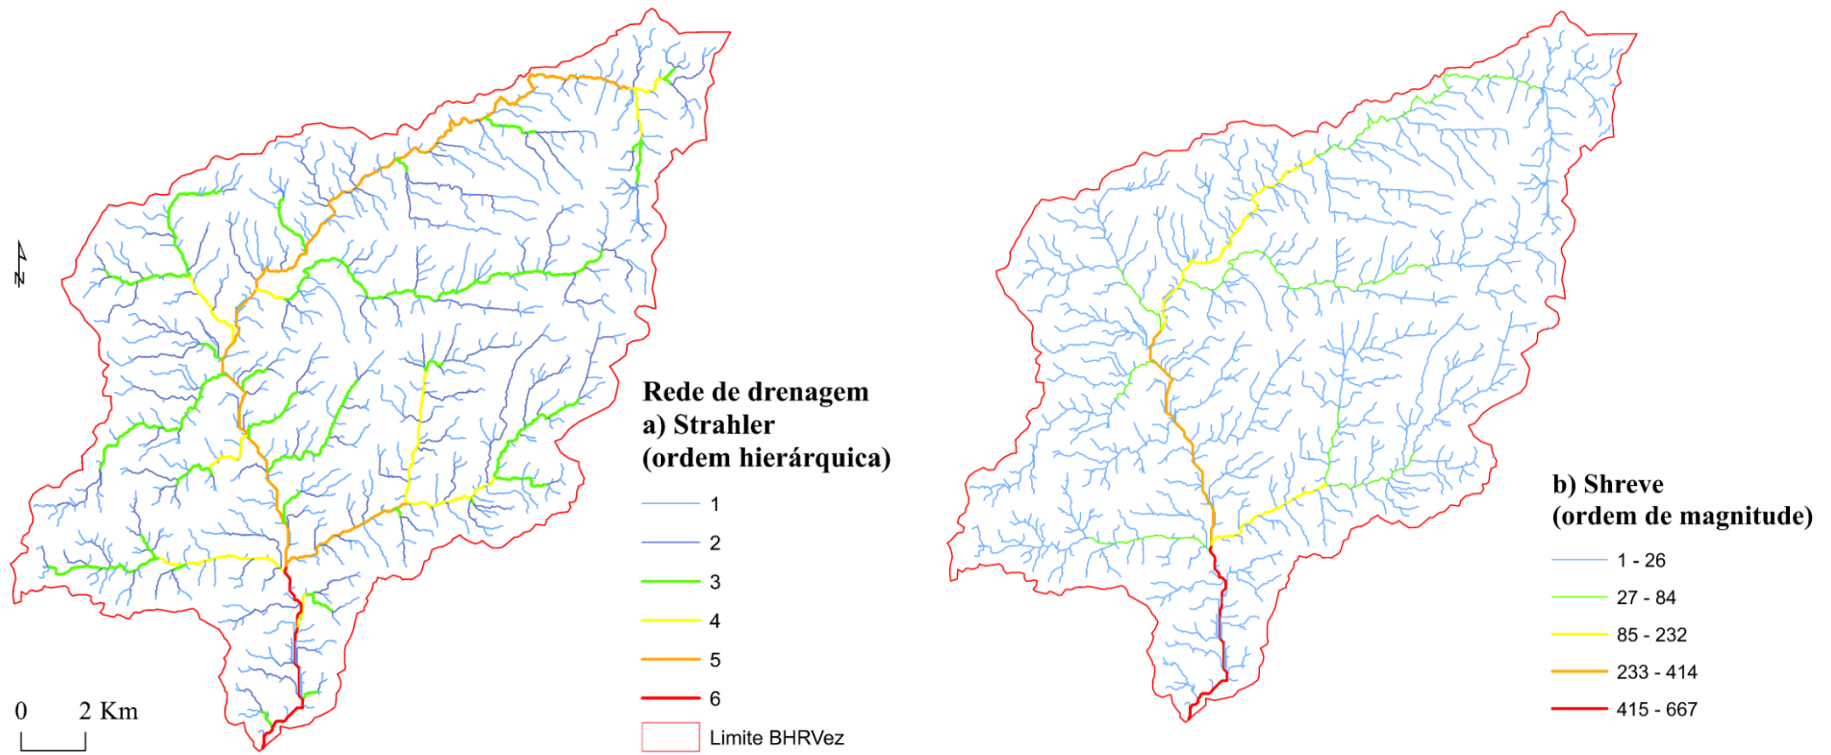 Rede de drenagem
a) Strahler
(ordem hierárquica)
1
2
3
4
5
6
Limite BHRVez
N
0 2 Km
b) Shreve
(ordem de magnitude)
1 - 26
27 - 84
85 - 232
233 - 414
415 - 667